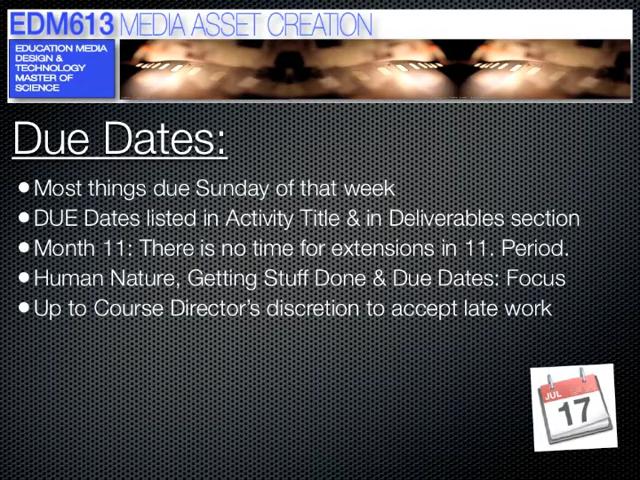 EDM613 MEDIA ASSET CREATION
EDUCATION MEDIA
DESIGN &
TECHNOLOGY
MASTER OF
SCIENCE
Due Dates:
•Most things due Sunday of that week
•DUE Dates listed in Activity Title & in Deliverables section
•Month 11: There is no time for extensions in 11. Period.
•Human Nature, Getting Stuff Done & Due Dates: Focus
•Up to Course Director’s discretion to accept late work
JUL
17